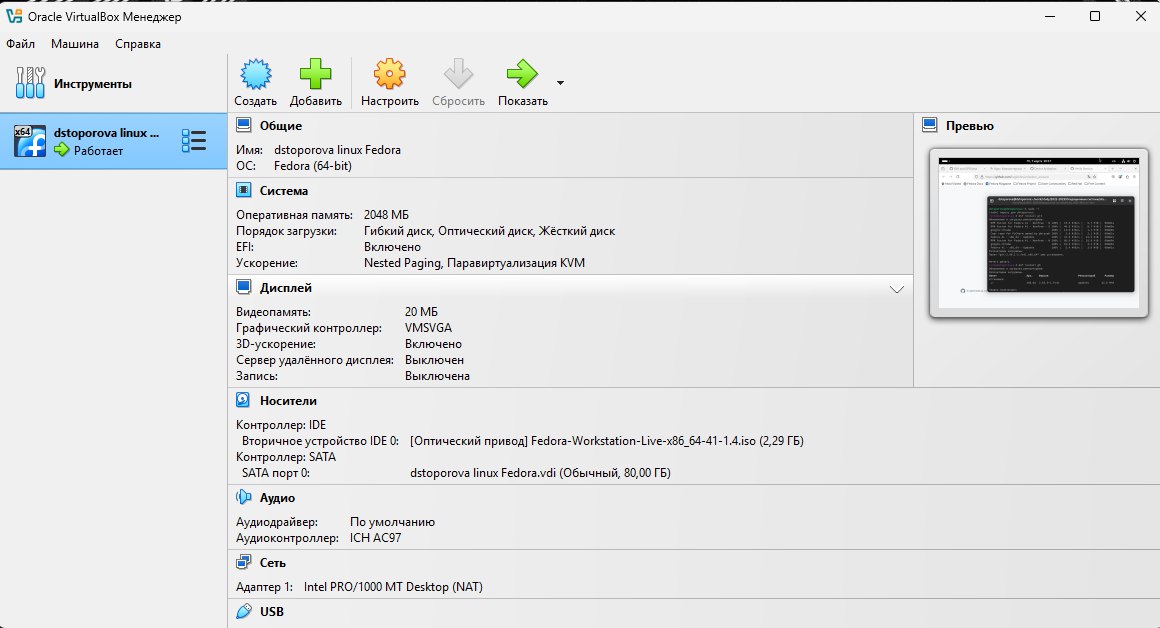 Oracle VirtualBox Менеджер
Файл Машина Справка
Инструменты
Создать Добавить Настроить Сбросить Показать
x64
dstoporova linux ...
Работает
Общие
Имя: dstoporova linux Fedora
ОС: Fedora (64-bit)
Система
Оперативная память: 2048 МБ
Порядок загрузки: Гибкий диск, Оптический диск, Жёсткий диск
EFI: Включено
Ускорение: Nested Paging, Паравиртуализация KVM
Дисплей
Видеопамять: 20 МБ
Графический контроллер: VMSVGA
3D-ускорение: Включено
Сервер удалённого дисплея: Выключен
Запись: Выключена
Превью
Носители
Контроллер: IDE
Вторичное устройство IDE 0: [Оптический привод] Fedora-Workstation-Live-x86_64-41-1.4.iso (2,29 ГБ)
Контроллер: SATA
SATA порт 0: dstoporova linux Fedora.vdi (Обычный, 80,00 ГБ)
Аудио
Аудиодрайвер: По умолчанию
Аудиоконтроллер: ICH AC97
Сеть
Адаптер 1: Intel PRO/1000 MT Desktop (NAT)
USB